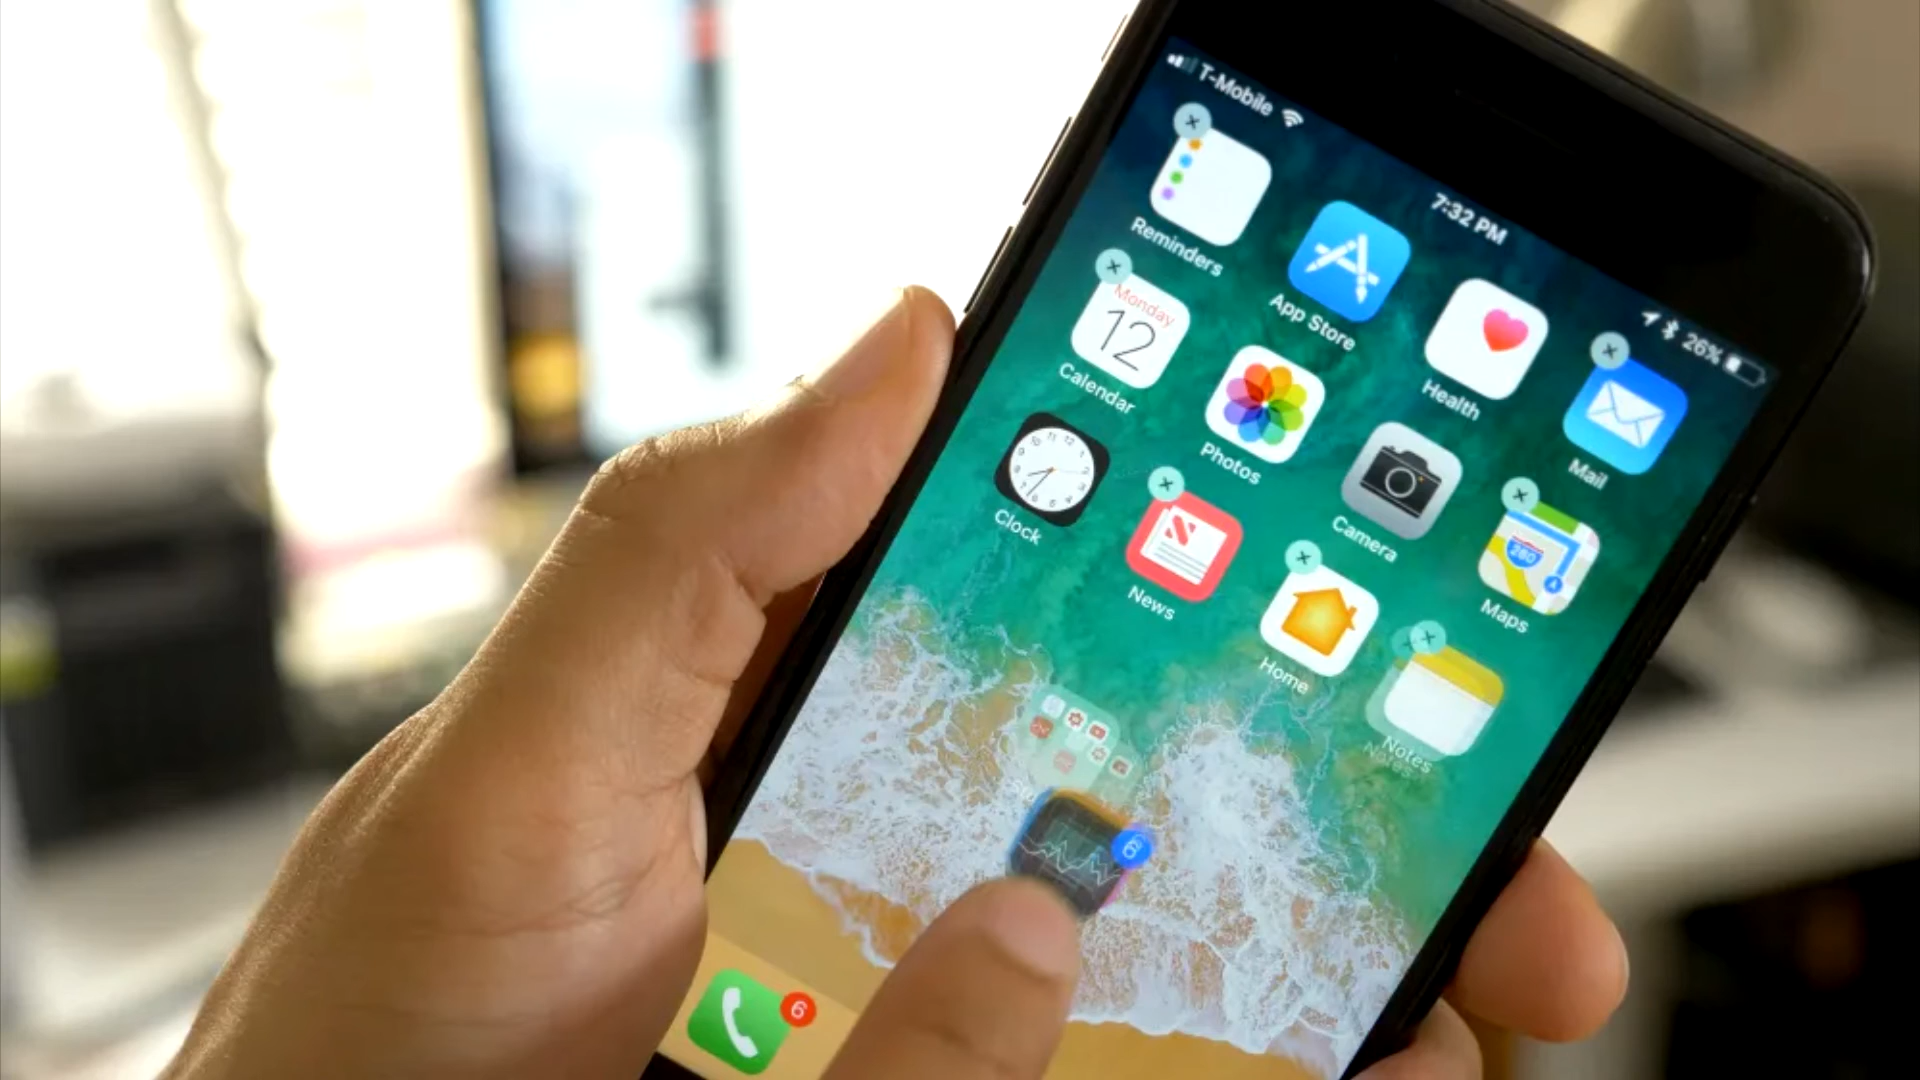 T-Mobile
7:32 PM
26%
Reminders
App Store
Health
Mail
Monday
12
Calendar
Photos
Camera
280
Maps
Clock
News
Home
Notes
6
6